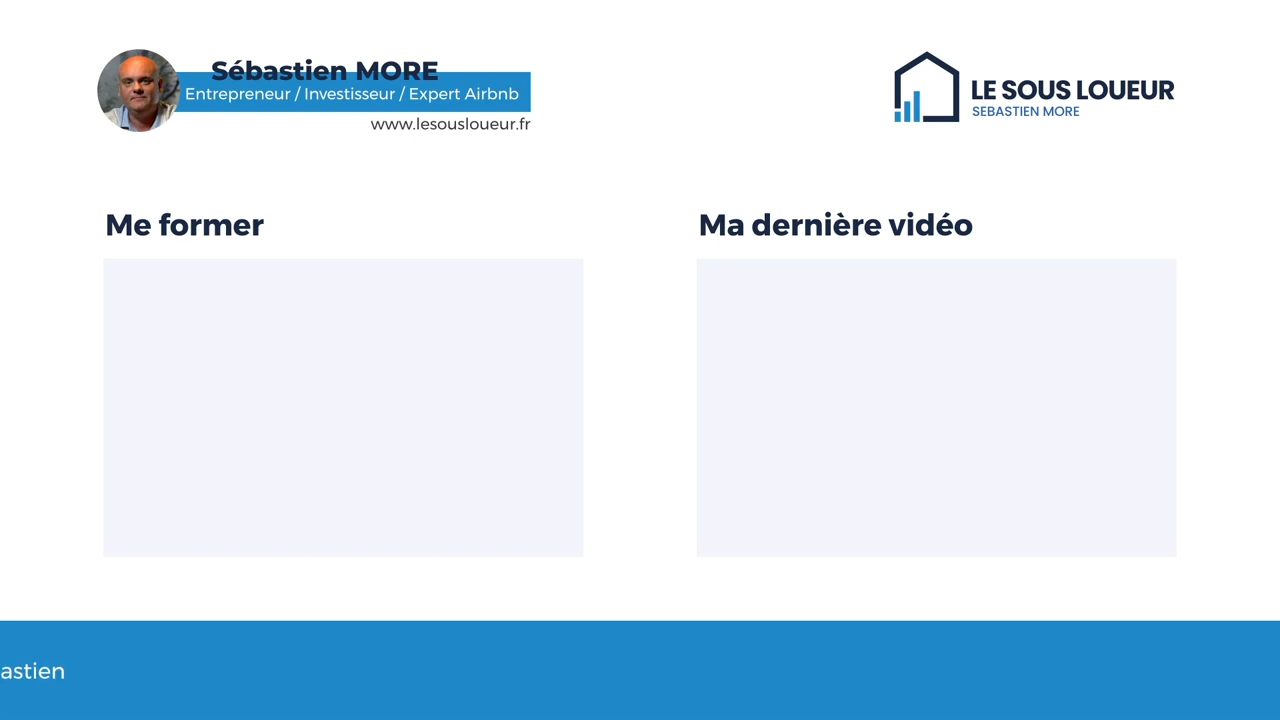 Sébastien MORE
Entrepreneur / Investisseur / Expert Airbnb
www.lesousloueur.fr
LE SOUS LOUEUR
SEBASTIEN MORE
Me former
Ma dernière vidéo
astien